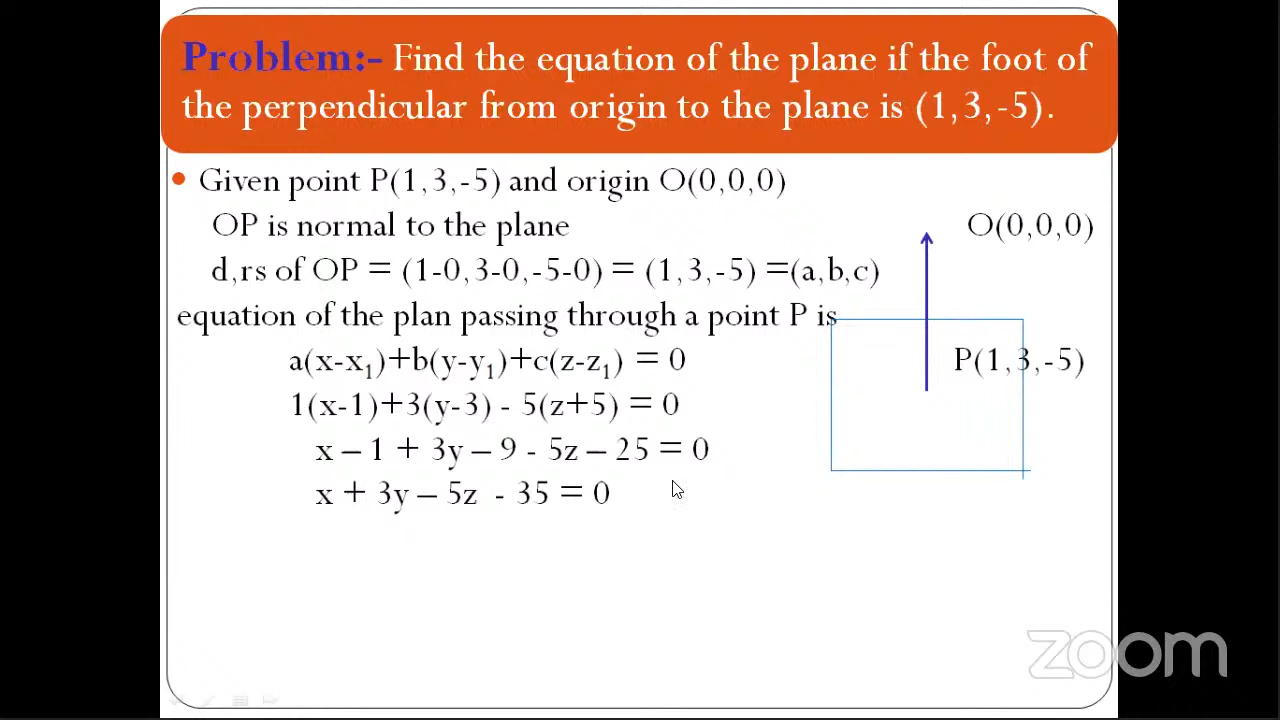 Problem:- Find the equation of the plane if the foot of
the perpendicular from origin to the plane is (1,3,-5).
Given point P(1,3,-5) and origin O(0,0,0)
OP is normal to the plane
O(0,0,0)
d,rs of OP = (1-0,3-0,-5-0) = (1,3,-5) =(a,b,c)
equation of the plan passing through a point P is
a(x-x₁)+b(y-y₁)+c(z-z₁) = 0
P(1,3,-5)
1(x-1)+3(y-3) - 5(z+5) = 0
x – 1 + 3y – 9 - 5z – 25 = 0
x + 3y – 5z - 35 = 0
zoom